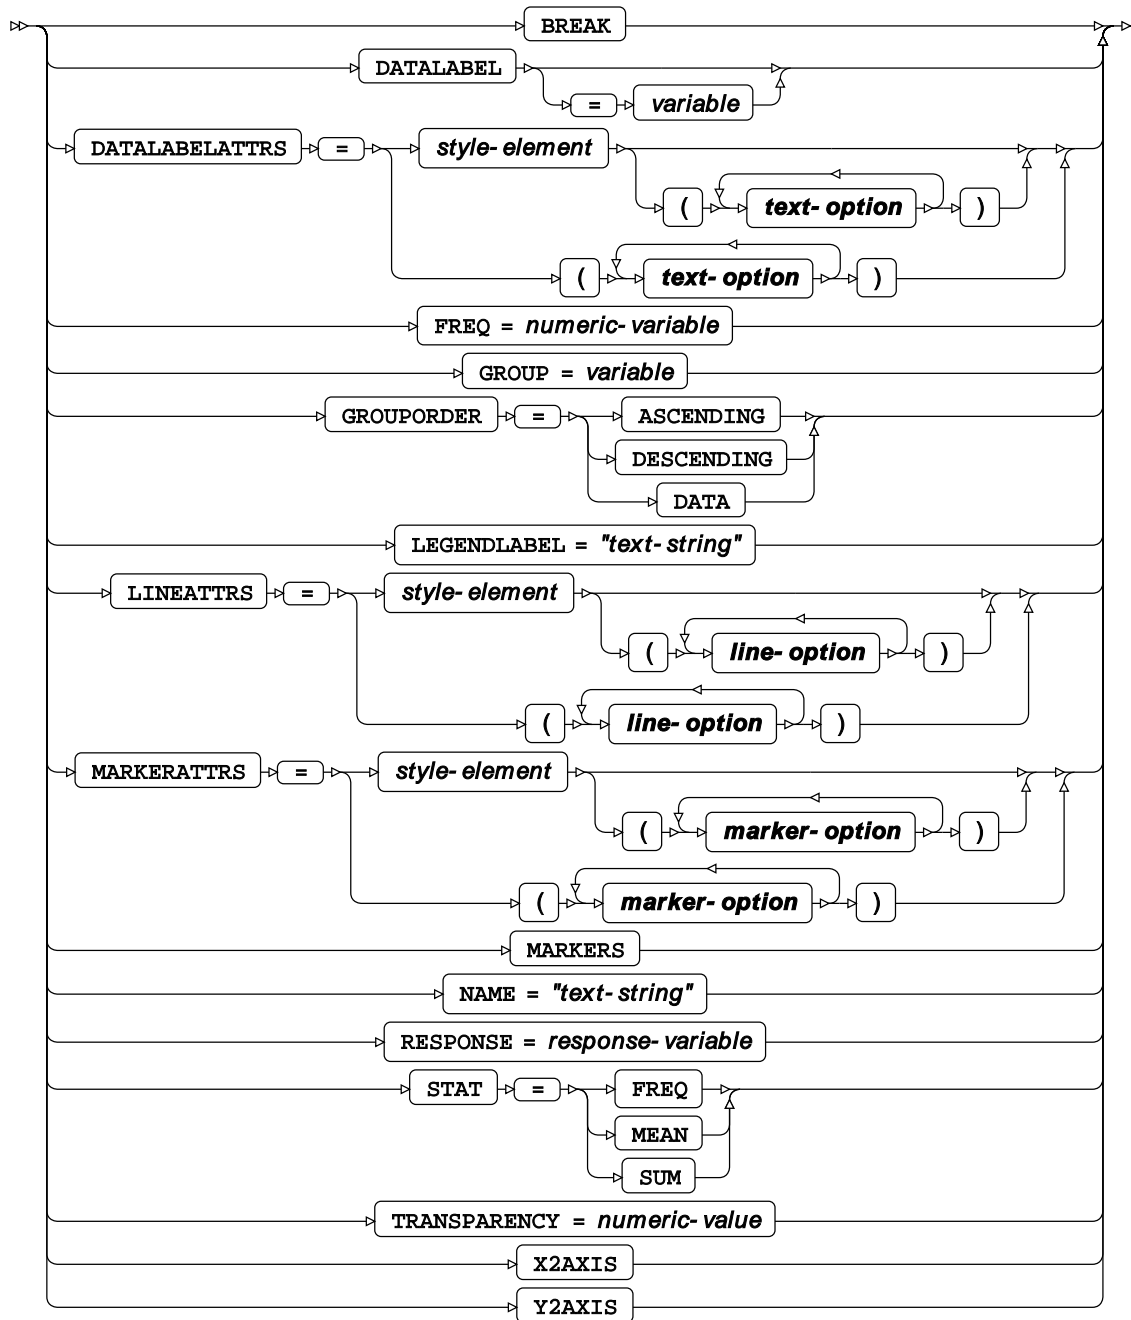 BREAK
DATALABEL
= variable
DATALABELATTRS = style-element
( text-option )
( text-option )
FREQ = numeric-variable
GROUP = variable
GROUPORDER = ASCENDING
DESCENDING
DATA
LEGENDLABEL = "text-string"
LINEATTRS = style-element
( line-option )
( line-option )
MARKERATTRS = style-element
( marker-option )
( marker-option )
MARKERS
NAME = "text-string"
RESPONSE = response-variable
STAT = FREQ
MEAN
SUM
TRANSPARENCY = numeric-value
X2AXIS
Y2AXIS